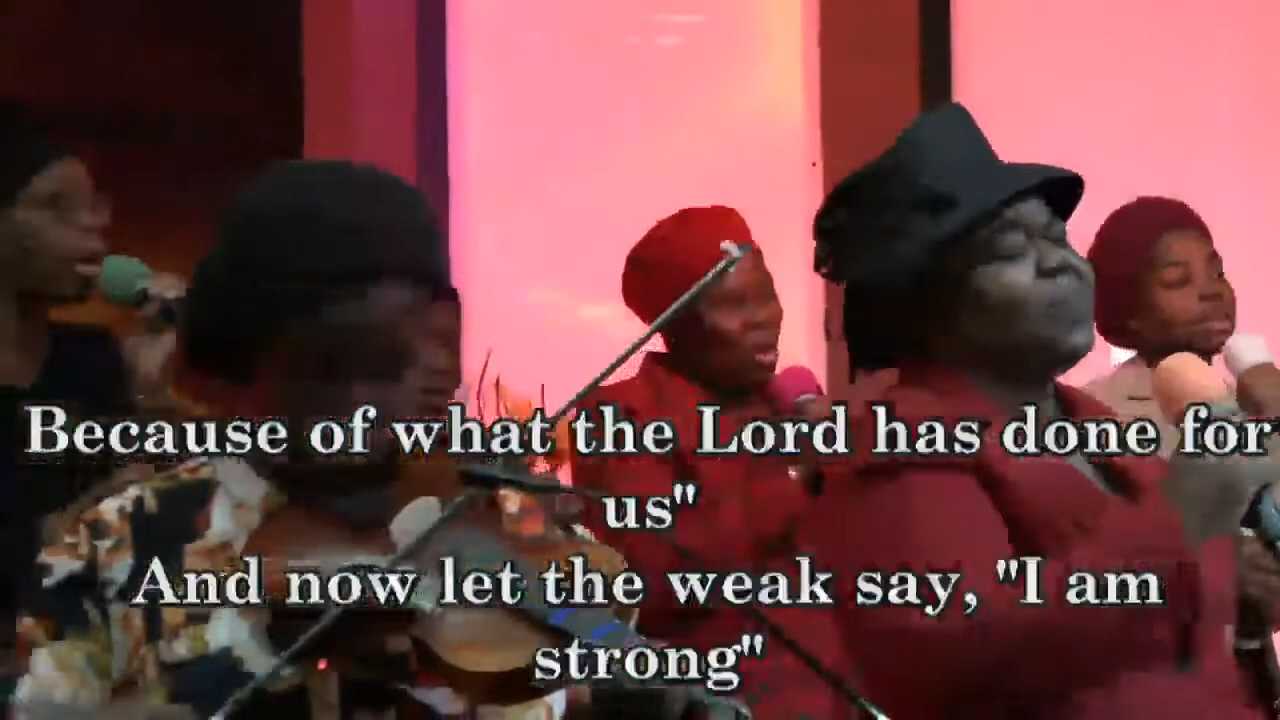 Because of what the Lord has done for
us"
And now let the weak say, "I am
strong"